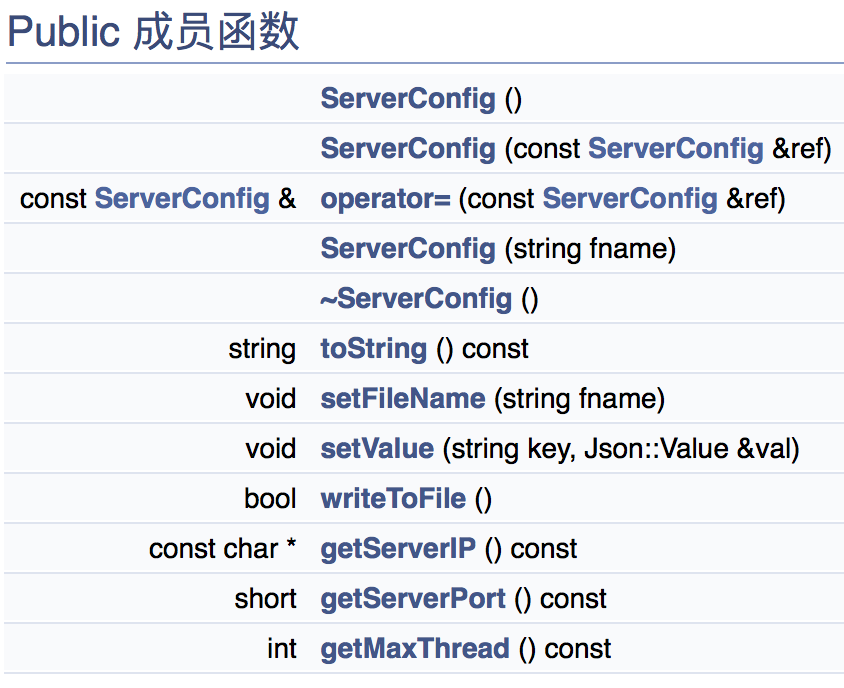 Public 成员函数
ServerConfig ()
ServerConfig (const ServerConfig &ref)
const ServerConfig & operator= (const ServerConfig &ref)
ServerConfig (string fname)
~ServerConfig ()
string toString () const
void setFileName (string fname)
void setValue (string key, Json::Value &val)
bool writeToFile ()
const char * getServerIP () const
short getServerPort () const
int getMaxThread () const